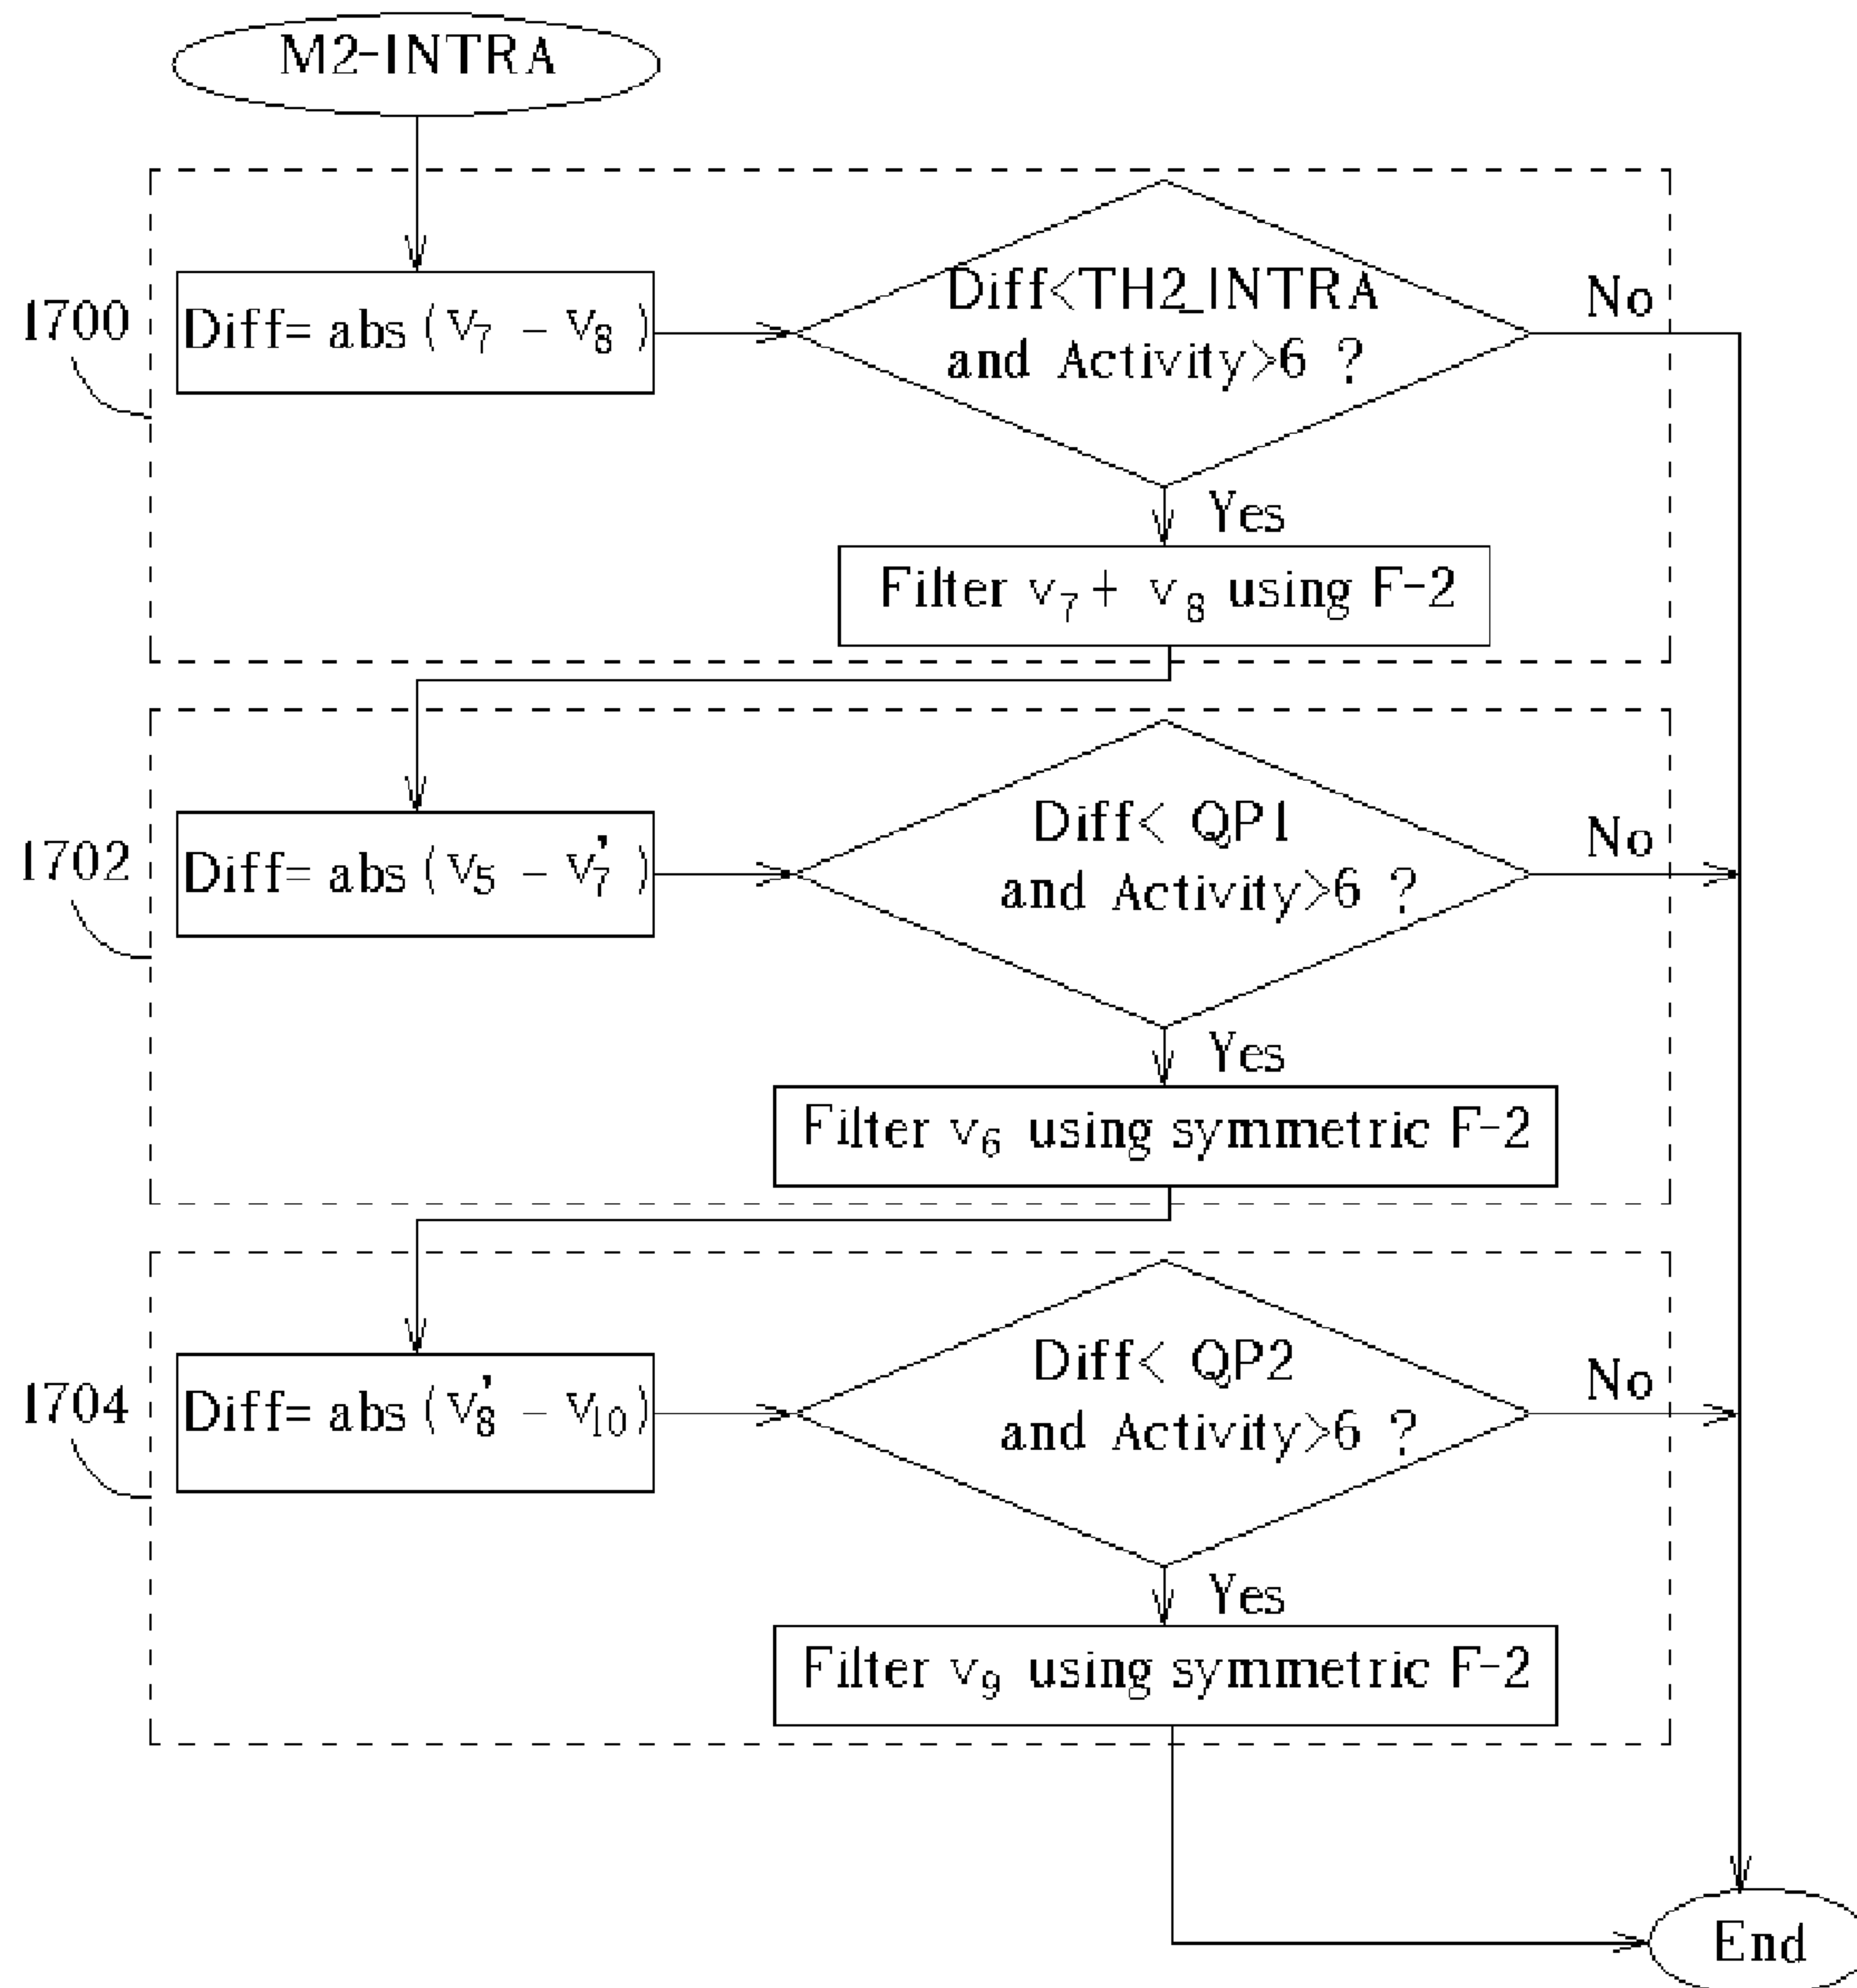 M2-INTRA
1700
Diff= abs (v₇ - v₈ )
Diff<TH2_INTRA
and Activity>6 ?
No
Yes
Filter v₇ + v₈ using F-2
1702
Diff= abs (v₅ - v₇' )
Diff< QP1
and Activity>6 ?
No
Yes
Filter v₆ using symmetric F-2
1704
Diff= abs (v₈' - v₁₀)
Diff< QP2
and Activity>6 ?
No
Yes
Filter v₉ using symmetric F-2
End